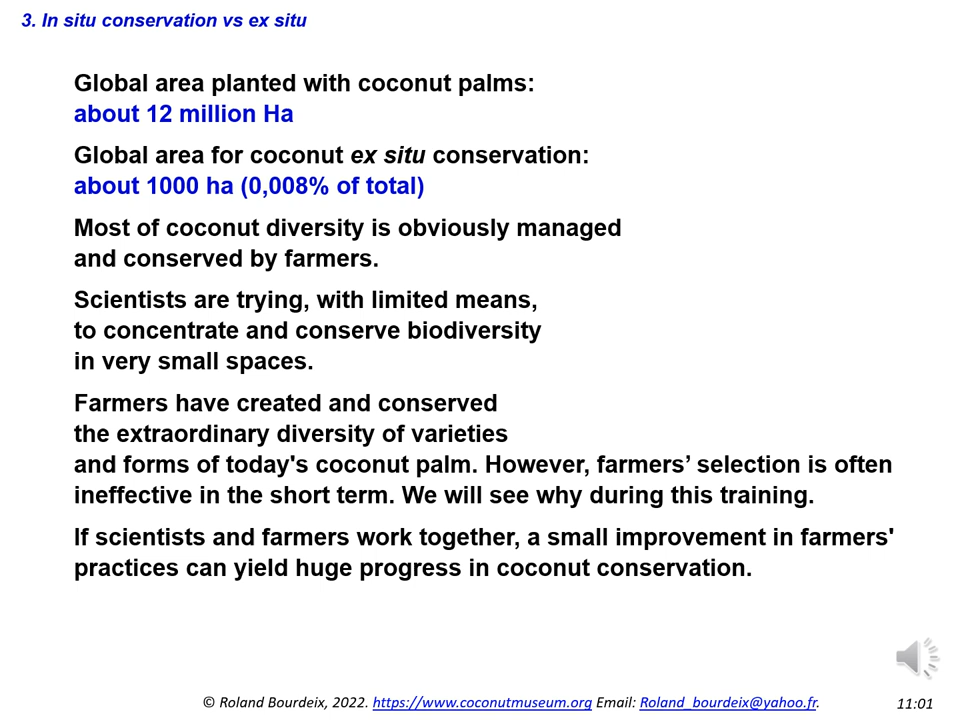 3. In situ conservation vs ex situ
Global area planted with coconut palms:
about 12 million Ha
Global area for coconut ex situ conservation:
about 1000 ha (0,008% of total)
Most of coconut diversity is obviously managed
and conserved by farmers.
Scientists are trying, with limited means,
to concentrate and conserve biodiversity
in very small spaces.
Farmers have created and conserved
the extraordinary diversity of varieties
and forms of today's coconut palm. However, farmers’ selection is often
ineffective in the short term. We will see why during this training.
If scientists and farmers work together, a small improvement in farmers'
practices can yield huge progress in coconut conservation.
© Roland Bourdeix, 2022. https://www.coconutmuseum.org Email: Roland_bourdeix@yahoo.fr.
11:01